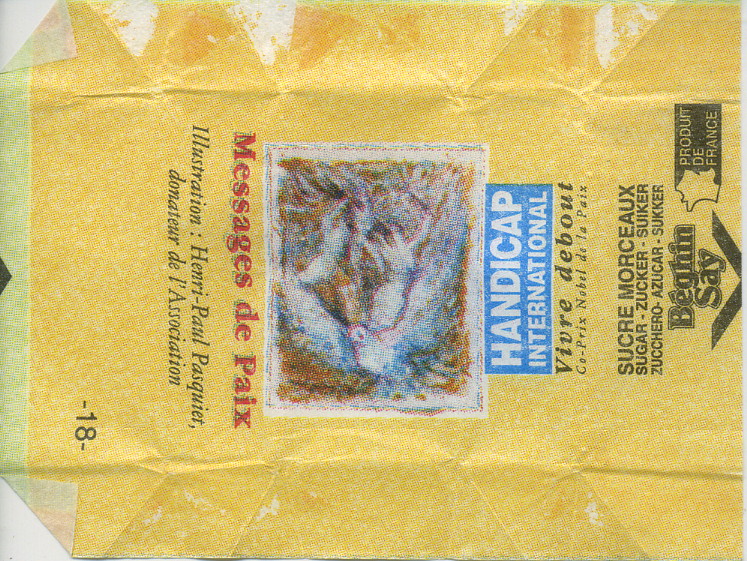 PRODUIT
DE
FRANCE
Béghin
Say
SUCRE MORCEAUX
SUGAR - ZUCKER - SUIKER
ZUCCHERO - AZUCAR - SUKKER
HANDICAP
INTERNATIONAL
Vivre debout
Co-Prix Nobel de la Paix
Messages de Paix
Illustration : Henri-Paul Pasquiet,
donateur de l'Association
-18-